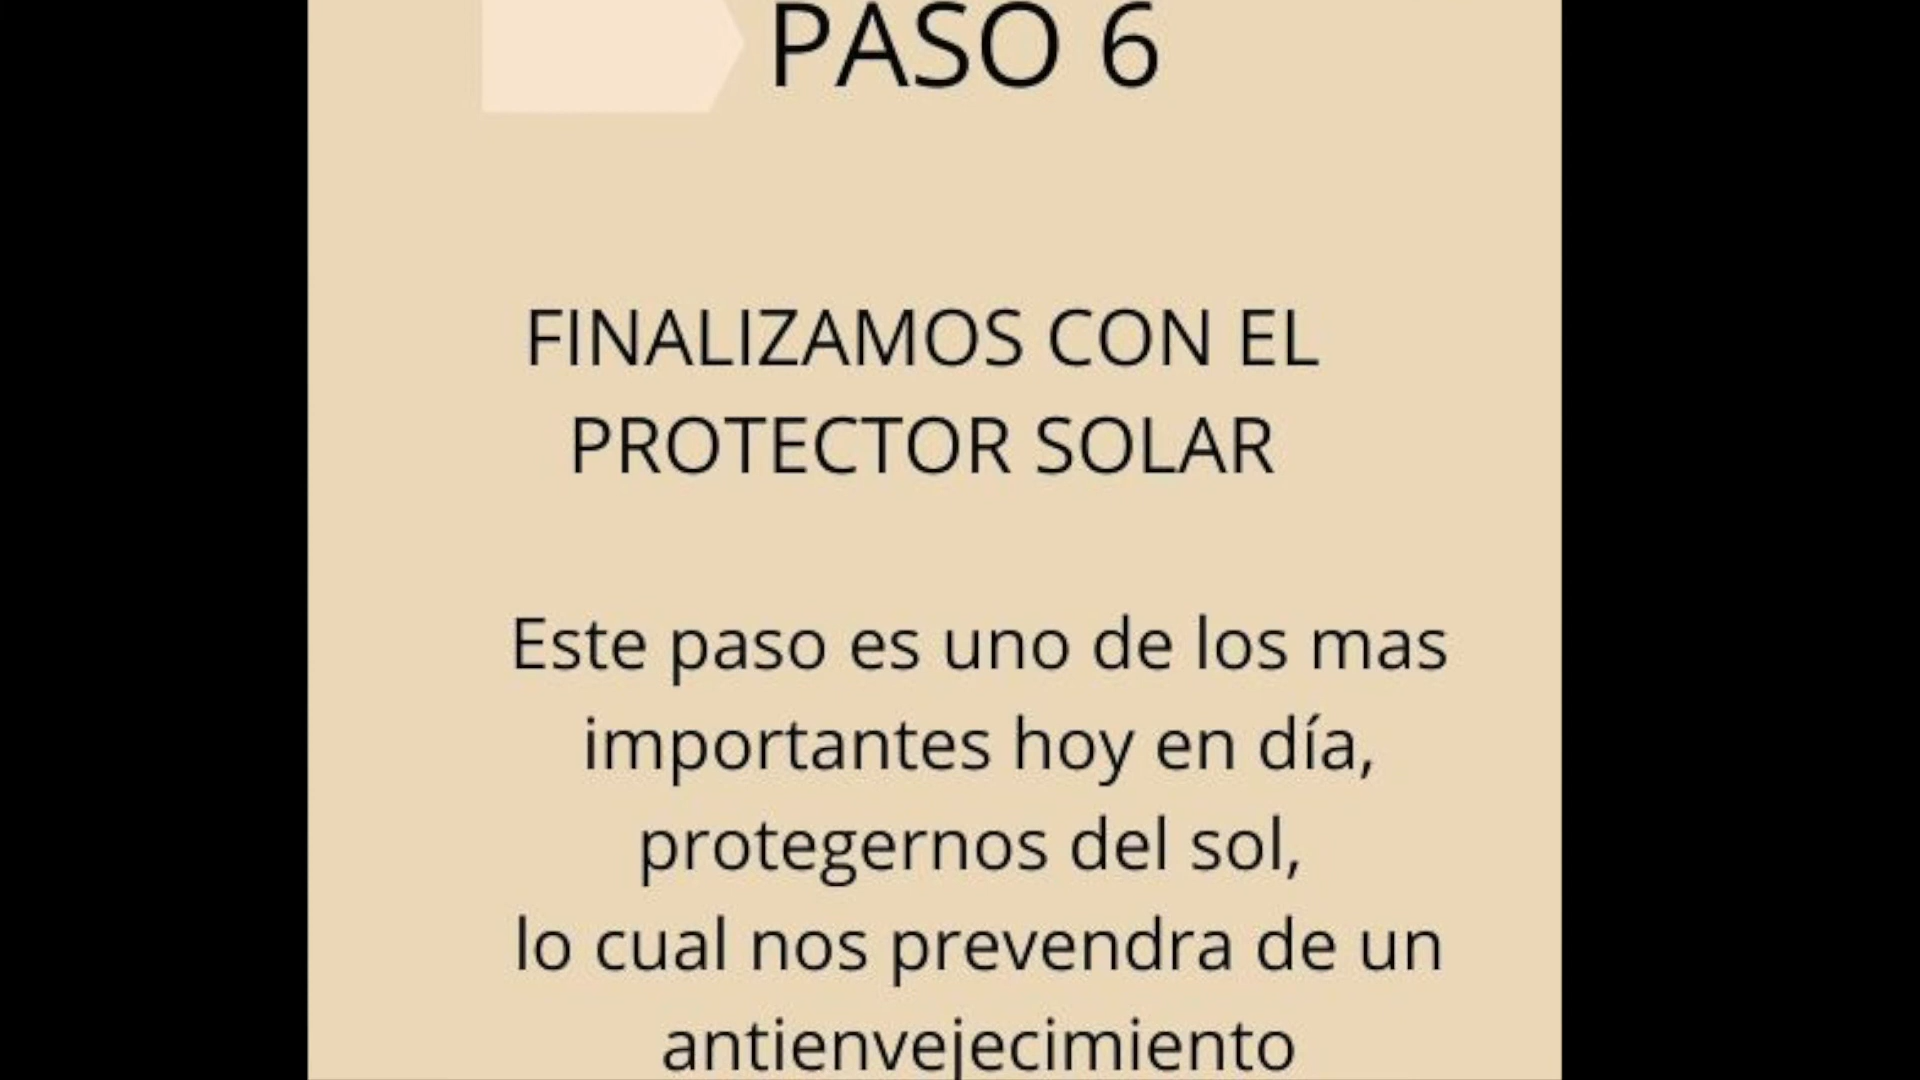 PASO 6
FINALIZAMOS CON EL
PROTECTOR SOLAR
Este paso es uno de los mas
importantes hoy en día,
protegernos del sol,
lo cual nos prevendra de un
antienvejecimiento